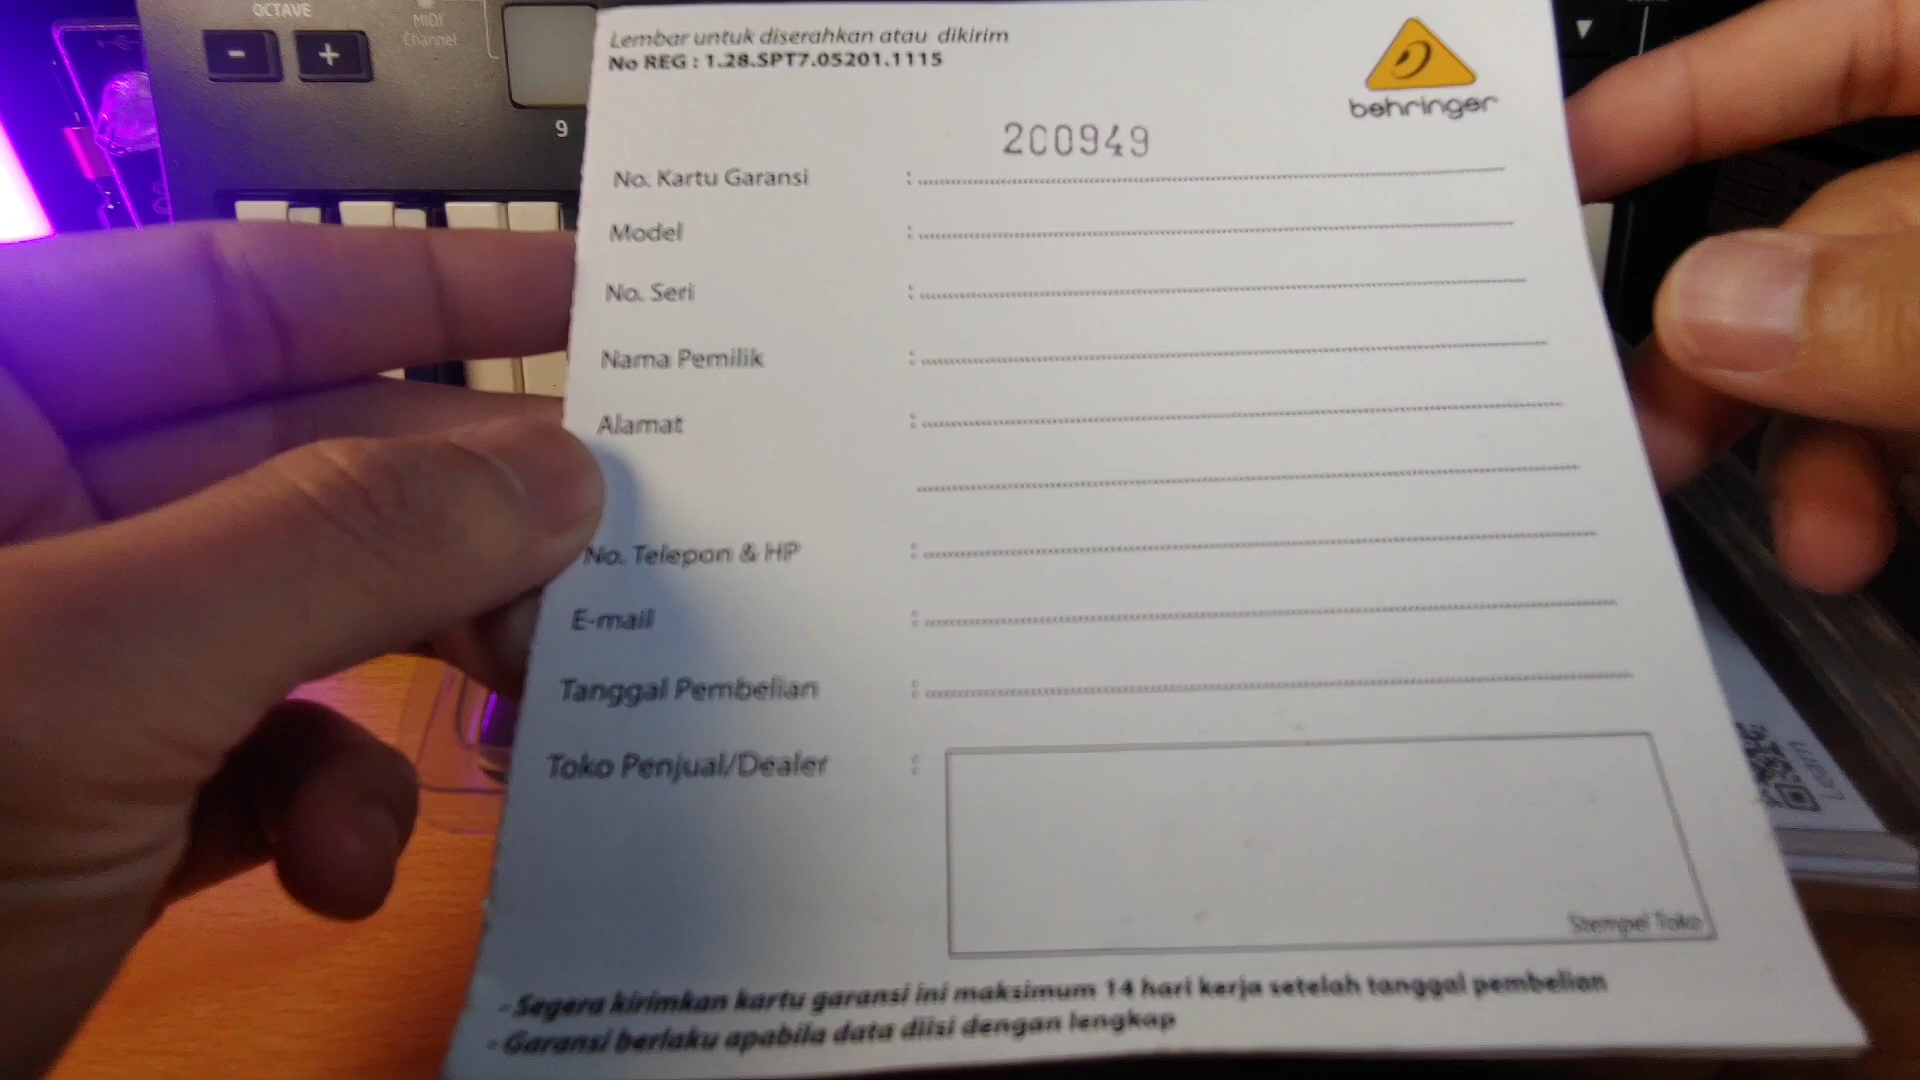 OCTAVE
MIDI
Channel
- +
9
Lembar untuk diserahkan atau dikirim
No REG : 1.28.SPT7.05201.1115
behringer
200949
No. Kartu Garansi :
Model :
No. Seri :
Nama Pemilik :
Alamat :
No. Telepon & HP :
E-mail :
Tanggal Pembelian :
Toko Penjual/Dealer :
Stempel Toko
- Segera kirimkan kartu garansi ini maksimum 14 hari kerja setelah tanggal pembelian
- Garansi berlaku apabila data diisi dengan lengkap